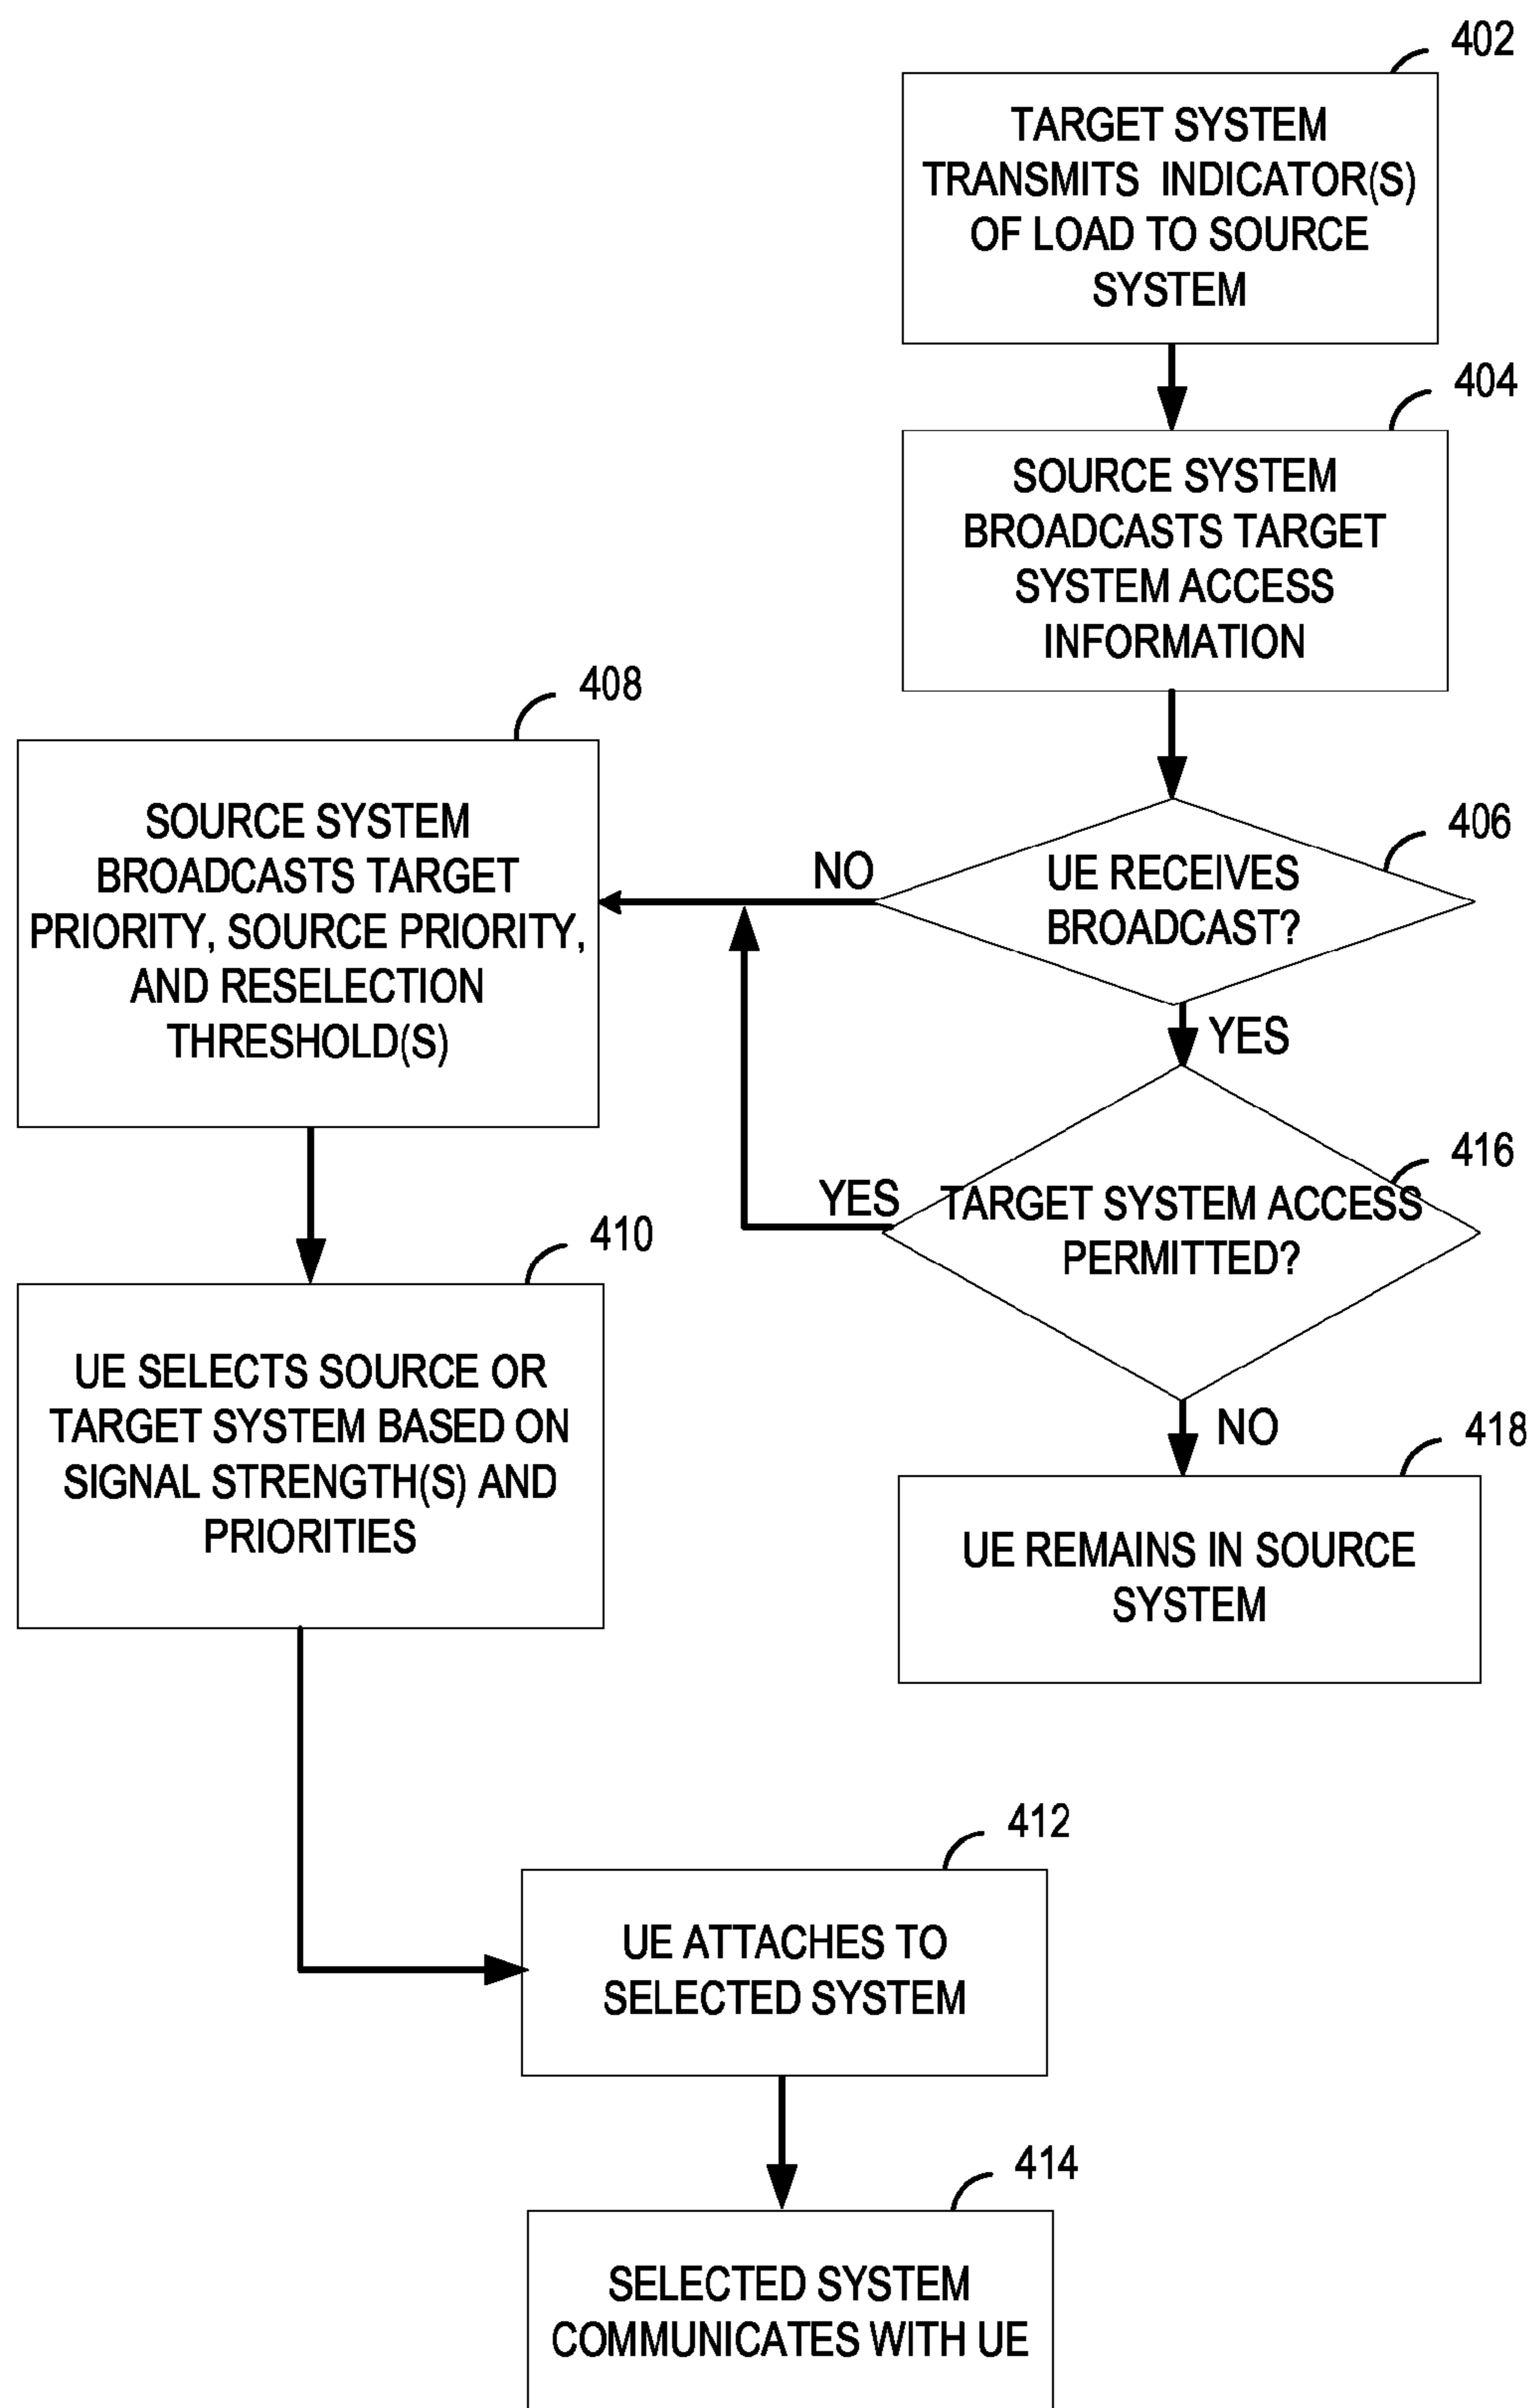 402
TARGET SYSTEM
TRANSMITS INDICATOR(S)
OF LOAD TO SOURCE
SYSTEM
404
SOURCE SYSTEM
BROADCASTS TARGET
SYSTEM ACCESS
INFORMATION
406
UE RECEIVES
BROADCAST?
NO
YES
408
SOURCE SYSTEM
BROADCASTS TARGET
PRIORITY, SOURCE PRIORITY,
AND RESELECTION
THRESHOLD(S)
416
TARGET SYSTEM ACCESS
PERMITTED?
YES
NO
410
UE SELECTS SOURCE OR
TARGET SYSTEM BASED ON
SIGNAL STRENGTH(S) AND
PRIORITIES
418
UE REMAINS IN SOURCE
SYSTEM
412
UE ATTACHES TO
SELECTED SYSTEM
414
SELECTED SYSTEM
COMMUNICATES WITH UE